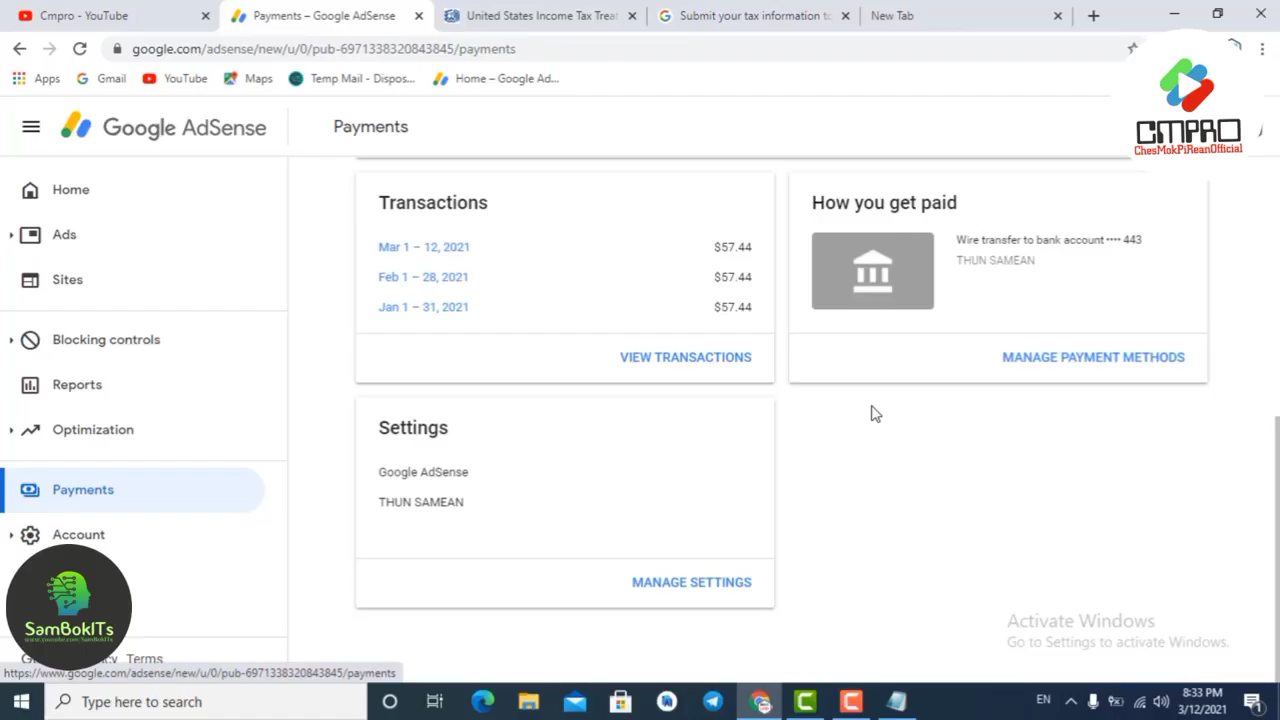 Cmpro - YouTube
Payments – Google AdSense
United States Income Tax Treat
Submit your tax information to
New Tab
google.com/adsense/new/u/0/pub-6971338320843845/payments
Apps
Gmail
YouTube
Maps
Temp Mail - Dispos...
Home – Google Ad...
Google AdSense
Payments
CMPRO
ChesMokPiReanOfficial
Home
Ads
Sites
Blocking controls
Reports
Optimization
Payments
Account
Transactions
Mar 1 – 12, 2021 $57.44
Feb 1 – 28, 2021 $57.44
Jan 1 – 31, 2021 $57.44
VIEW TRANSACTIONS
How you get paid
Wire transfer to bank account •••• 443
THUN SAMEAN
MANAGE PAYMENT METHODS
Settings
Google AdSense
THUN SAMEAN
MANAGE SETTINGS
SamBokITs
www.youtube.com/SamBokITs
Terms
Activate Windows
Go to Settings to activate Windows.
https://www.google.com/adsense/new/u/0/pub-6971338320843845/payments
Type here to search
EN
8:33 PM
3/12/2021
1